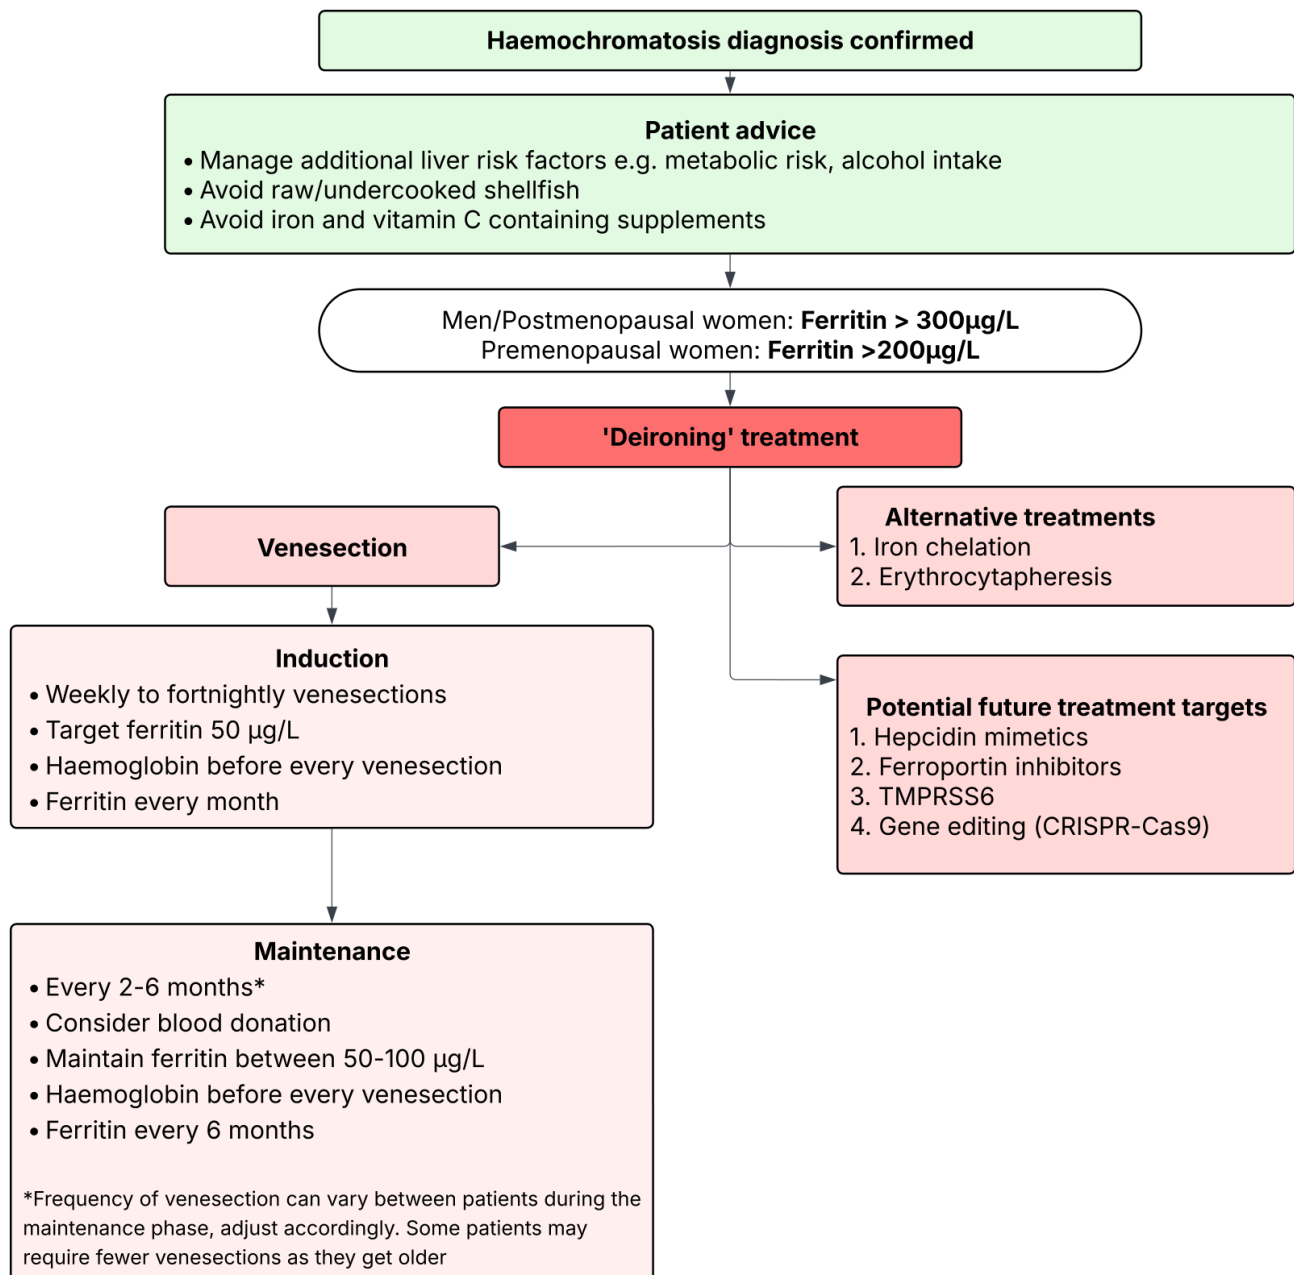 Haemochromatosis diagnosis confirmed
Patient advice
• Manage additional liver risk factors e.g. metabolic risk, alcohol intake
• Avoid raw/undercooked shellfish
• Avoid iron and vitamin C containing supplements
Men/Postmenopausal women: Ferritin > 300µg/L
Premenopausal women: Ferritin >200µg/L
'Deironing' treatment
Venesection
Alternative treatments
1. Iron chelation
2. Erythrocytapheresis
Induction
• Weekly to fortnightly venesections
• Target ferritin 50 µg/L
• Haemoglobin before every venesection
• Ferritin every month
Potential future treatment targets
1. Hepcidin mimetics
2. Ferroportin inhibitors
3. TMPRSS6
4. Gene editing (CRISPR-Cas9)
Maintenance
• Every 2-6 months*
• Consider blood donation
• Maintain ferritin between 50-100 µg/L
• Haemoglobin before every venesection
• Ferritin every 6 months
*Frequency of venesection can vary between patients during the
maintenance phase, adjust accordingly. Some patients may
require fewer venesections as they get older